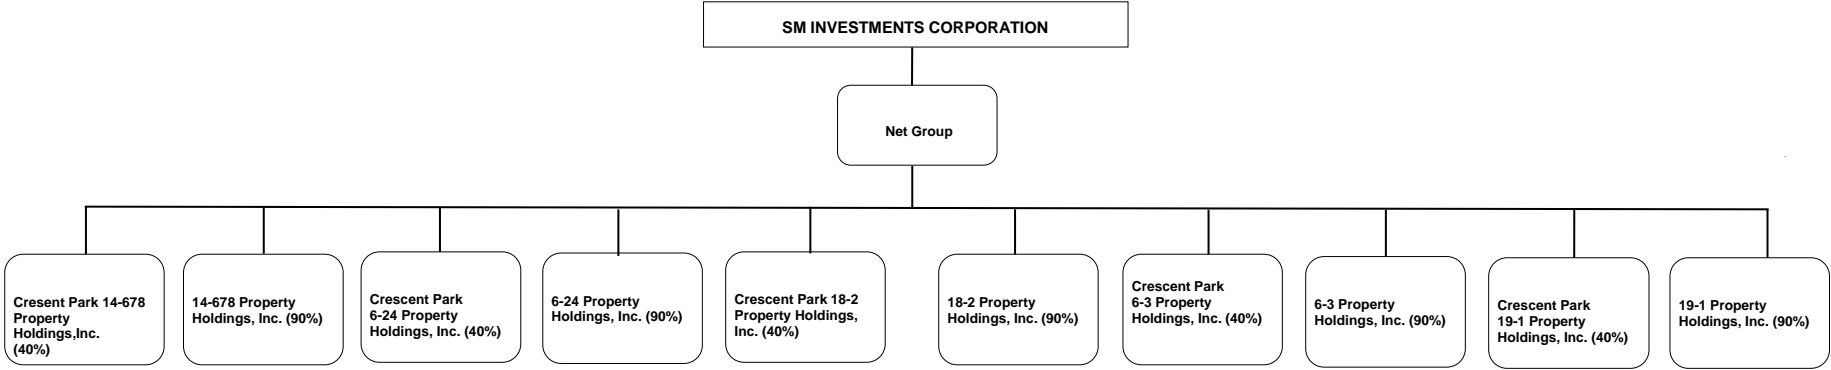 SM INVESTMENTS CORPORATION
Net Group
Cresent Park 14-678
Property
Holdings,Inc.
(40%)
14-678 Property
Holdings, Inc. (90%)
Crescent Park
6-24 Property
Holdings, Inc. (40%)
6-24 Property
Holdings, Inc. (90%)
Crescent Park 18-2
Property Holdings,
Inc. (40%)
18-2 Property
Holdings, Inc. (90%)
Crescent Park
6-3 Property
Holdings, Inc. (40%)
6-3 Property
Holdings, Inc. (90%)
Crescent Park
19-1 Property
Holdings, Inc. (40%)
19-1 Property
Holdings, Inc. (90%)